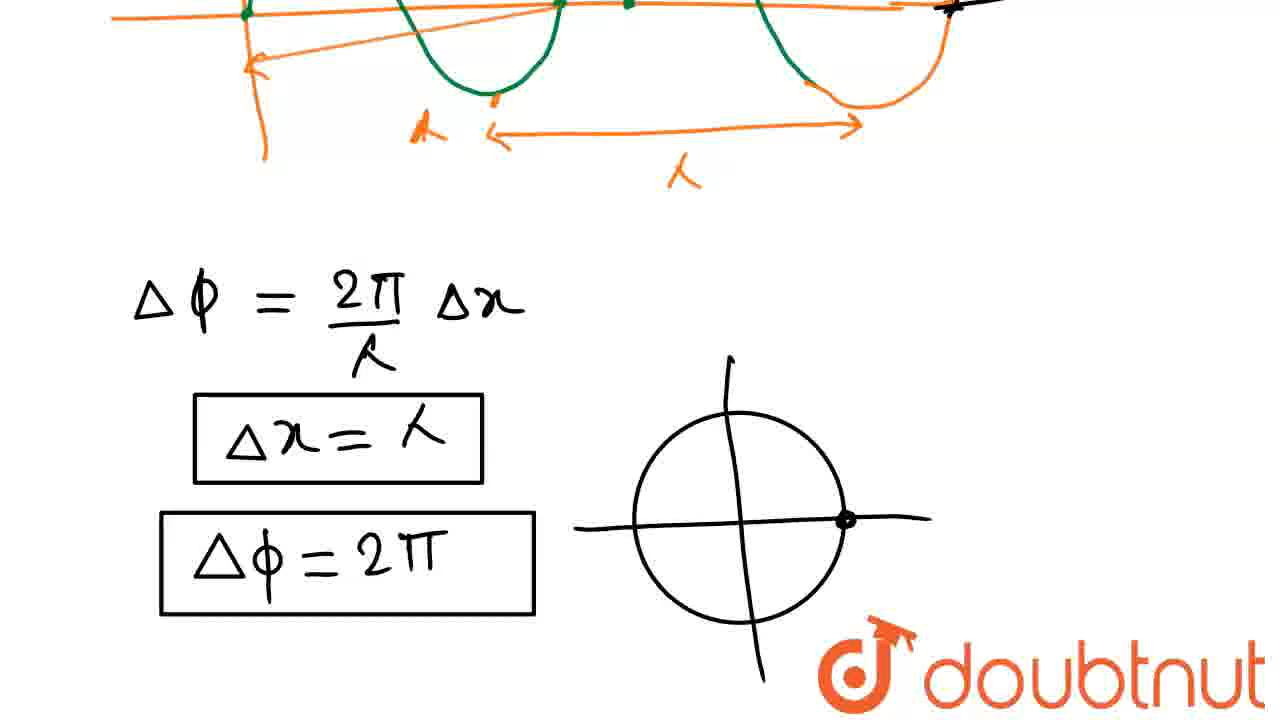 λ
λ
Δφ = 2π/λ Δx
Δx = λ
Δφ = 2π
doubtnut